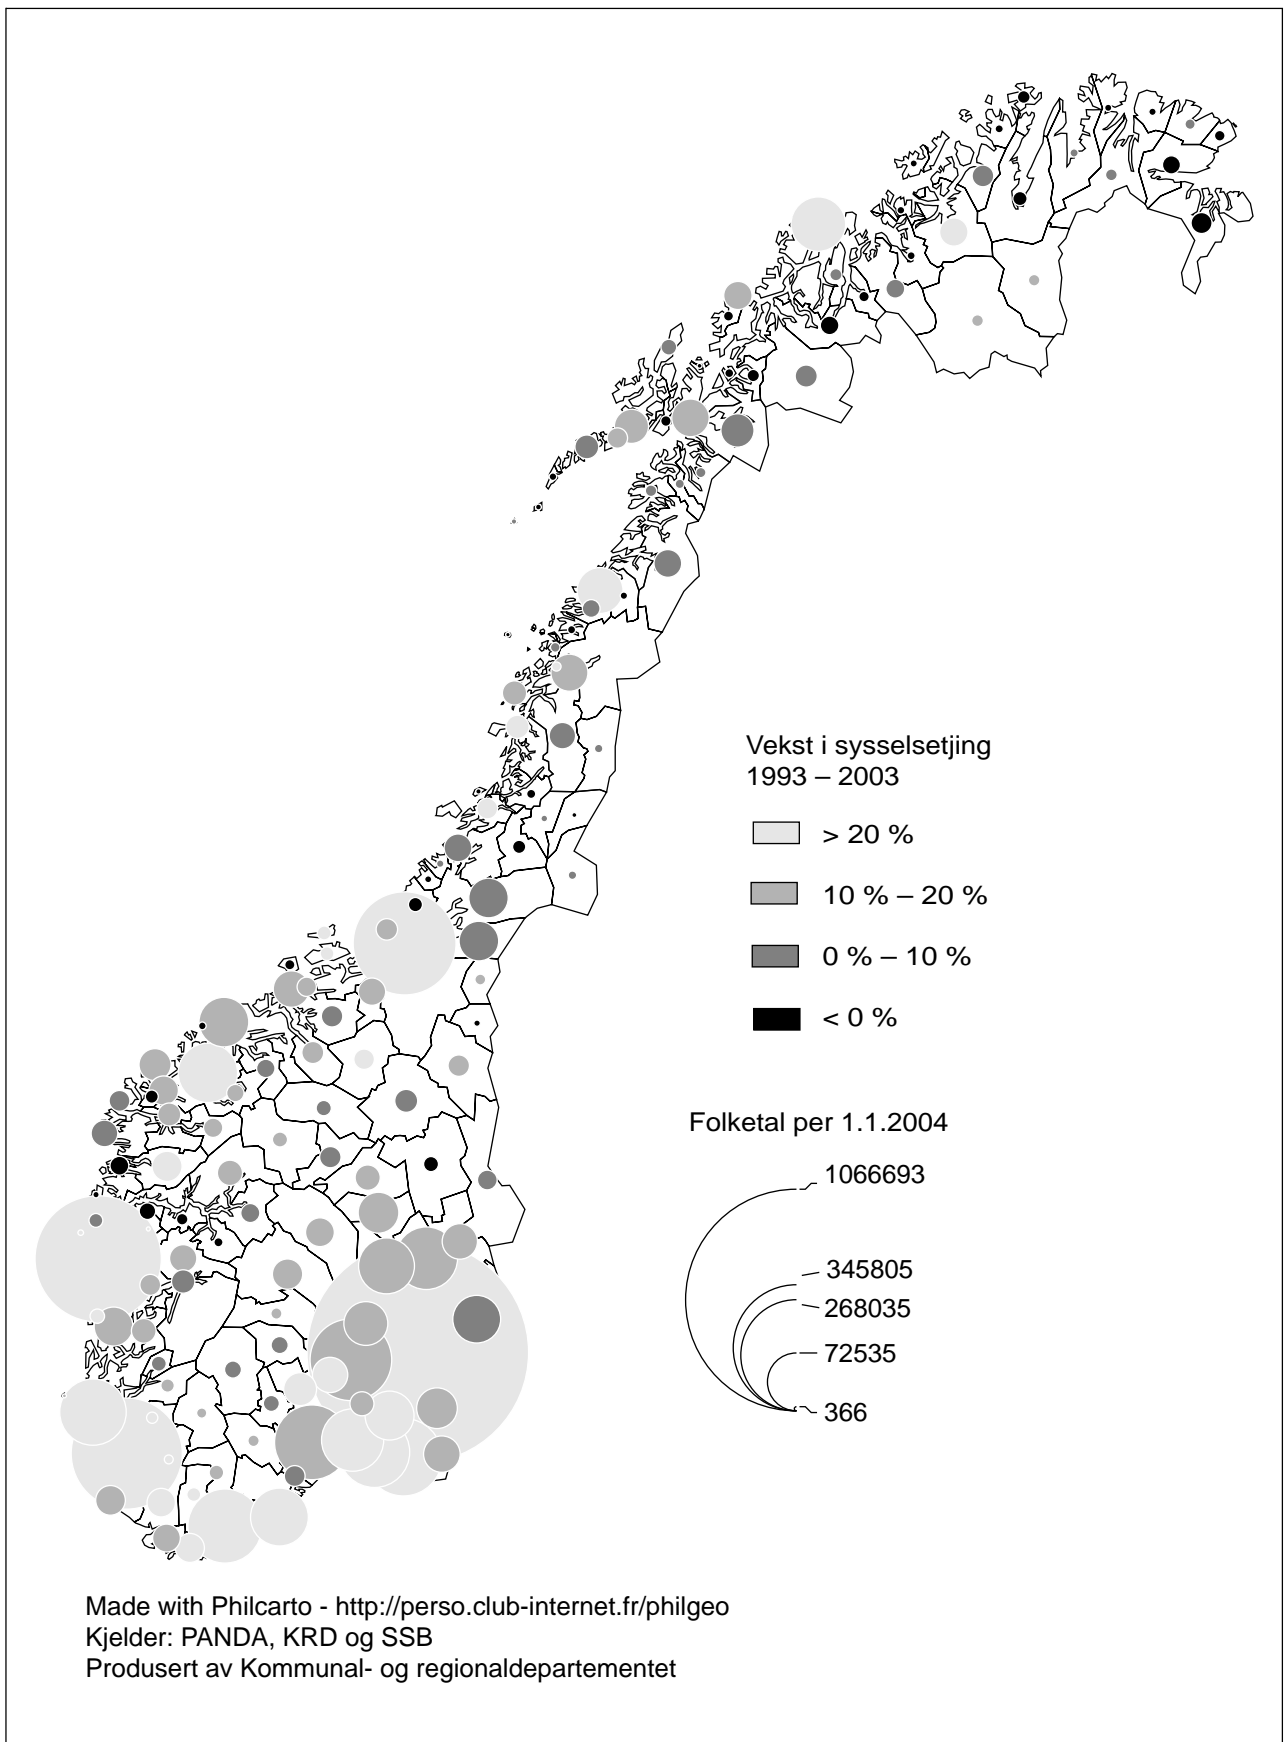 Vekst i sysselsetjing
1993 – 2003
> 20 %
10 % – 20 %
0 % – 10 %
< 0 %
Folketal per 1.1.2004
1066693
345805
268035
72535
366
Made with Philcarto - http://perso.club-internet.fr/philgeo
Kjelder: PANDA, KRD og SSB
Produsert av Kommunal- og regionaldepartementet